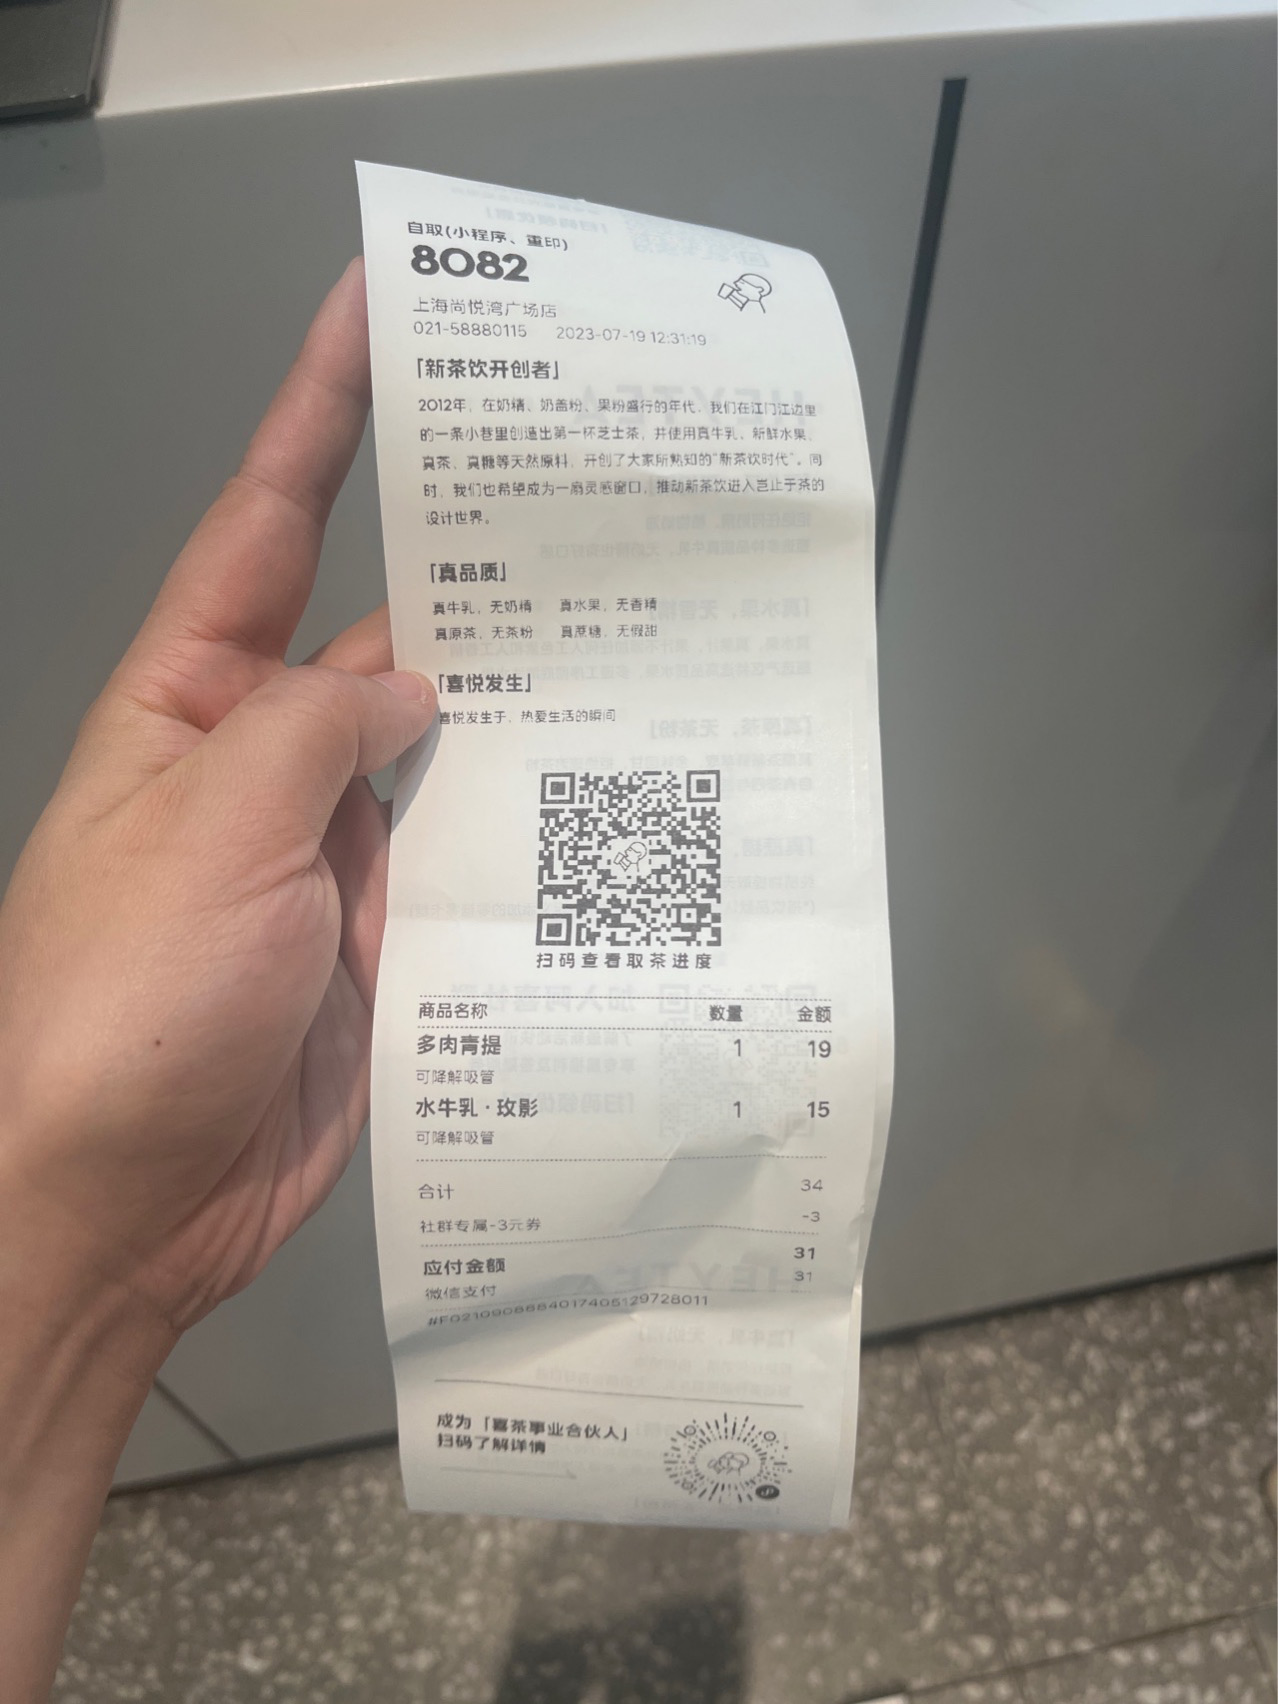 自取(小程序、重印)
8082
上海尚悦湾广场店
021-58880115 2023-07-19 12:31:19
「新茶饮开创者」
2012年，在奶精、奶盖粉、果粉盛行的年代，我们在江门江边里
的一条小巷里创造出第一杯芝士茶，并使用真牛乳、新鲜水果、
真茶、真糖等天然原料，开创了大家所熟知的“新茶饮时代”。同
时，我们也希望成为一扇灵感窗口，推动新茶饮进入岂止于茶的
设计世界。
「真品质」
真牛乳，无奶精 真水果，无香精
真原茶，无茶粉 真蔗糖，无假甜
「喜悦发生」
喜悦发生于，热爱生活的瞬间
扫码查看取茶进度
商品名称 数量 金额
多肉青提 1 19
可降解吸管
水牛乳·玫影 1 15
可降解吸管
合计 34
社群专属-3元券 -3
应付金额 31
微信支付 31
成为「喜茶事业合伙人」
扫码了解详情